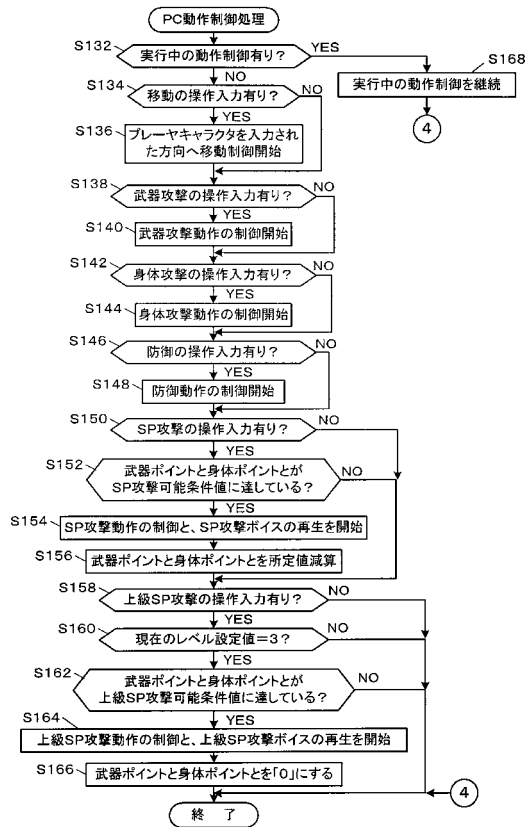 PC動作制御処理
S132
実行中の動作制御有り?
YES
S168
実行中の動作制御を継続
4
NO
S134
移動の操作入力有り?
NO
YES
S136
プレーヤキャラクタを入力され
た方向へ移動制御開始
S138
武器攻撃の操作入力有り?
NO
YES
S140
武器攻撃動作の制御開始
S142
身体攻撃の操作入力有り?
NO
YES
S144
身体攻撃動作の制御開始
S146
防御の操作入力有り?
NO
YES
S148
防御動作の制御開始
S150
SP攻撃の操作入力有り?
NO
YES
S152
武器ポイントと身体ポイントとが
SP攻撃可能条件値に達している?
NO
YES
S154
SP攻撃動作の制御と、SP攻撃ボイスの再生を開始
S156
武器ポイントと身体ポイントとを所定値減算
S158
上級SP攻撃の操作入力有り?
NO
YES
S160
現在のレベル設定値=3?
NO
YES
S162
武器ポイントと身体ポイントとが
上級SP攻撃可能条件値に達している?
NO
YES
S164
上級SP攻撃動作の制御と、上級SP攻撃ボイスの再生を開始
S166
武器ポイントと身体ポイントとを「0」にする
4
終 了